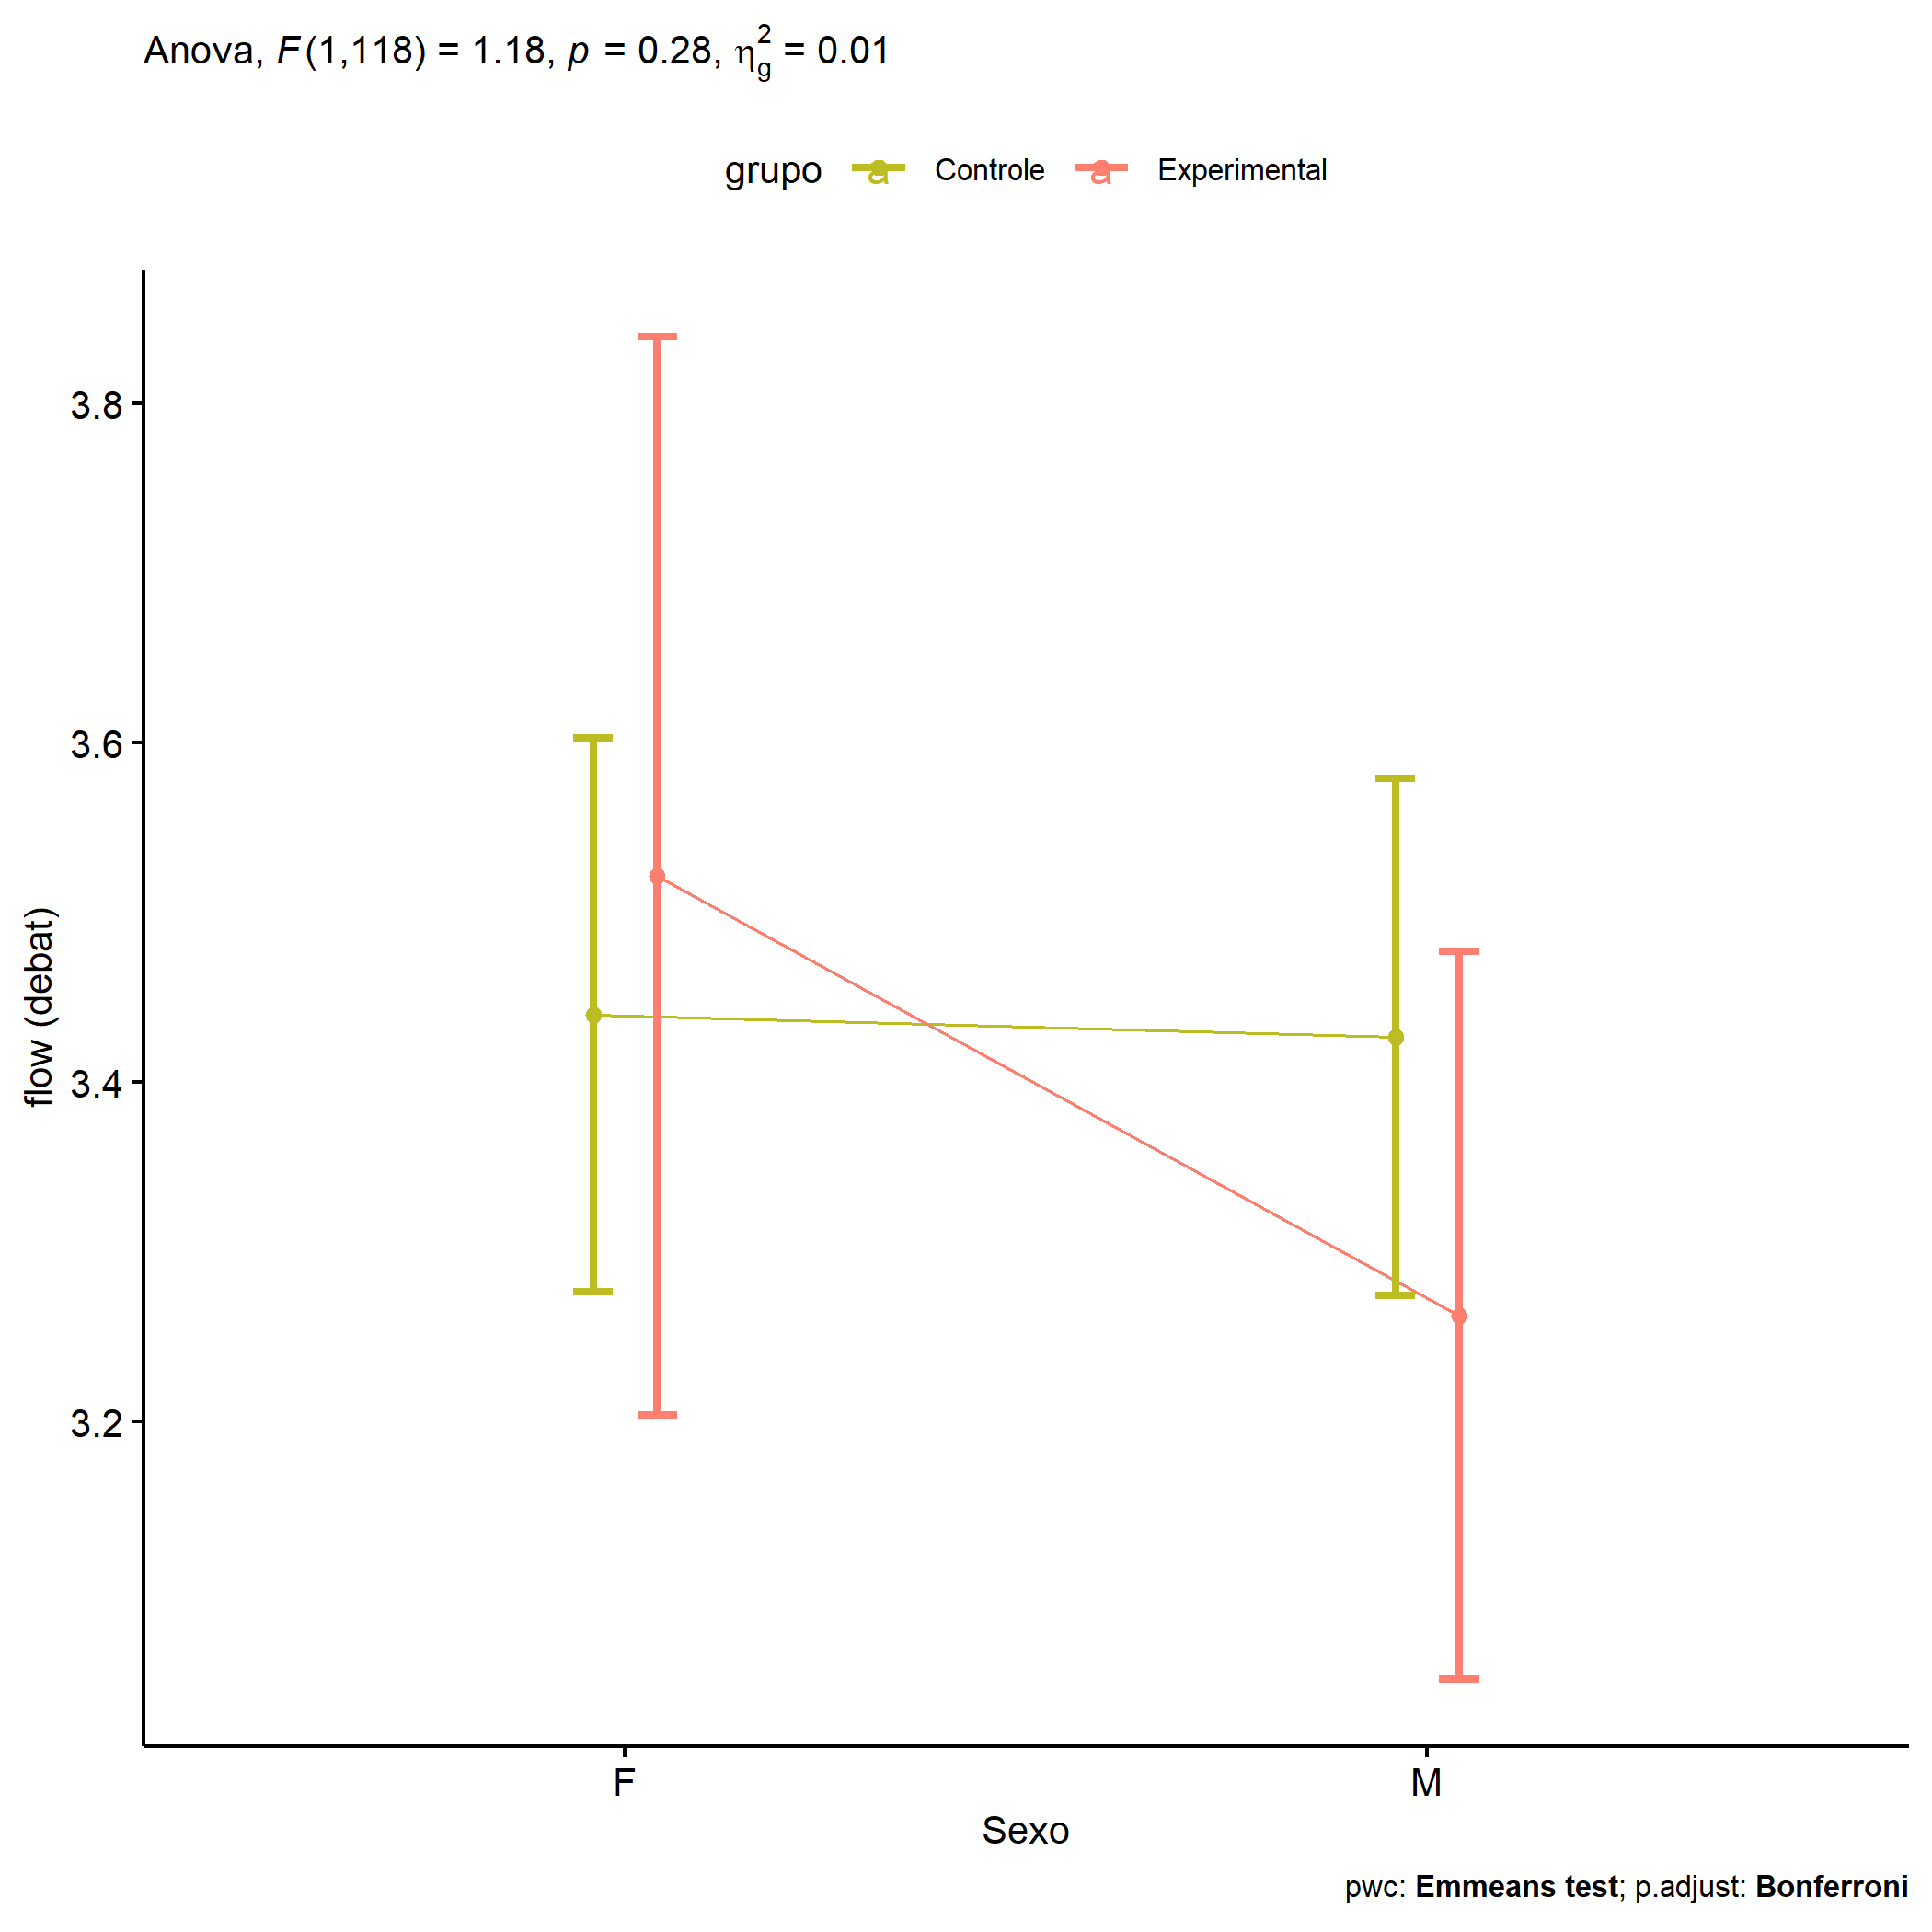 Anova, F(1,118) = 1.18, p = 0.28, η²g = 0.01
grupo a Controle a Experimental
3.8
3.6
3.4
3.2
flow (debat)
F M
Sexo
pwc: Emmeans test; p.adjust: Bonferroni